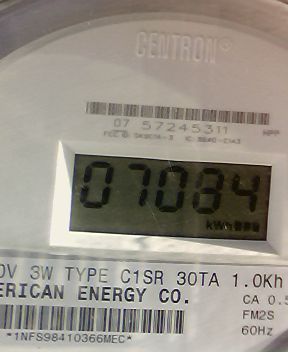 CENTRON®
07 57245311
07084
0V 3W TYPE C1SR 30TA 1.0Kh
ERICAN ENERGY CO.
CA 0.5
FM2S
60Hz
*1NFS98410366MEC*